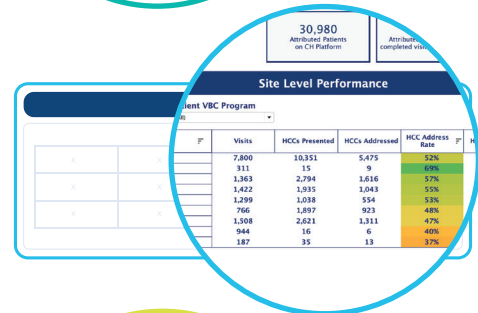 30,980
Attributed Patients
on CH Platform
completed
Site Level Performance
VBC Program
Visits HCCs Presented HCCs Addressed HCC Address Rate H
7,800 10,351 5,475 52%
311 15 9 69%
1,363 2,794 1,616 57%
1,422 1,935 1,043 55%
1,299 1,038 554 53%
766 1,897 923 48%
1,508 2,621 1,311 47%
944 16 6 40%
187 35 13 37%
x x
x x
x x